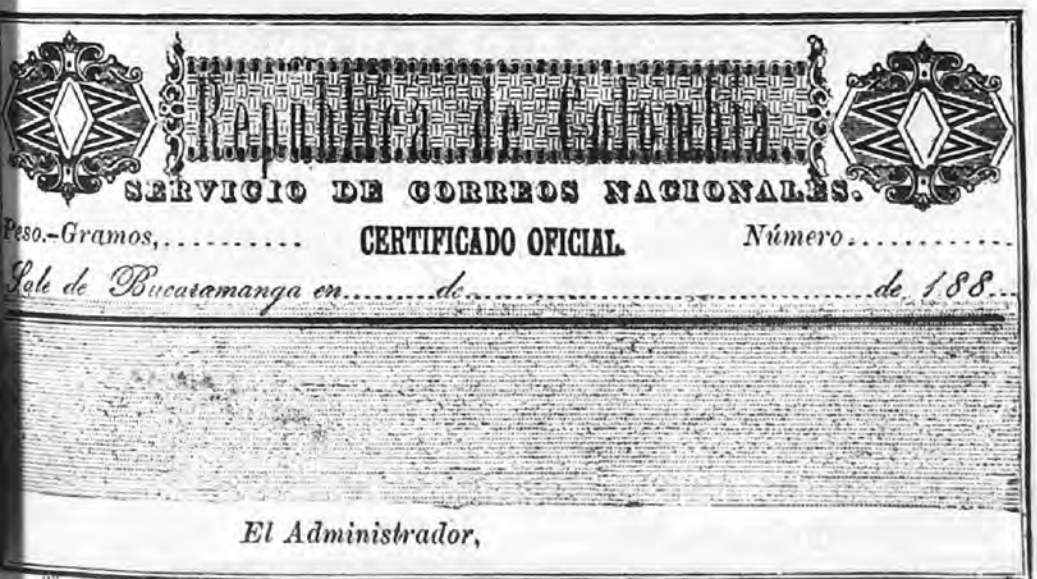 República de Colombia.
SERVICIO DE CORREOS NACIONALES.
Peso.-Gramos,.......... CERTIFICADO OFICIAL. Número............
Sale de Bucaramanga en.......de...............................de 188...
El Administrador,